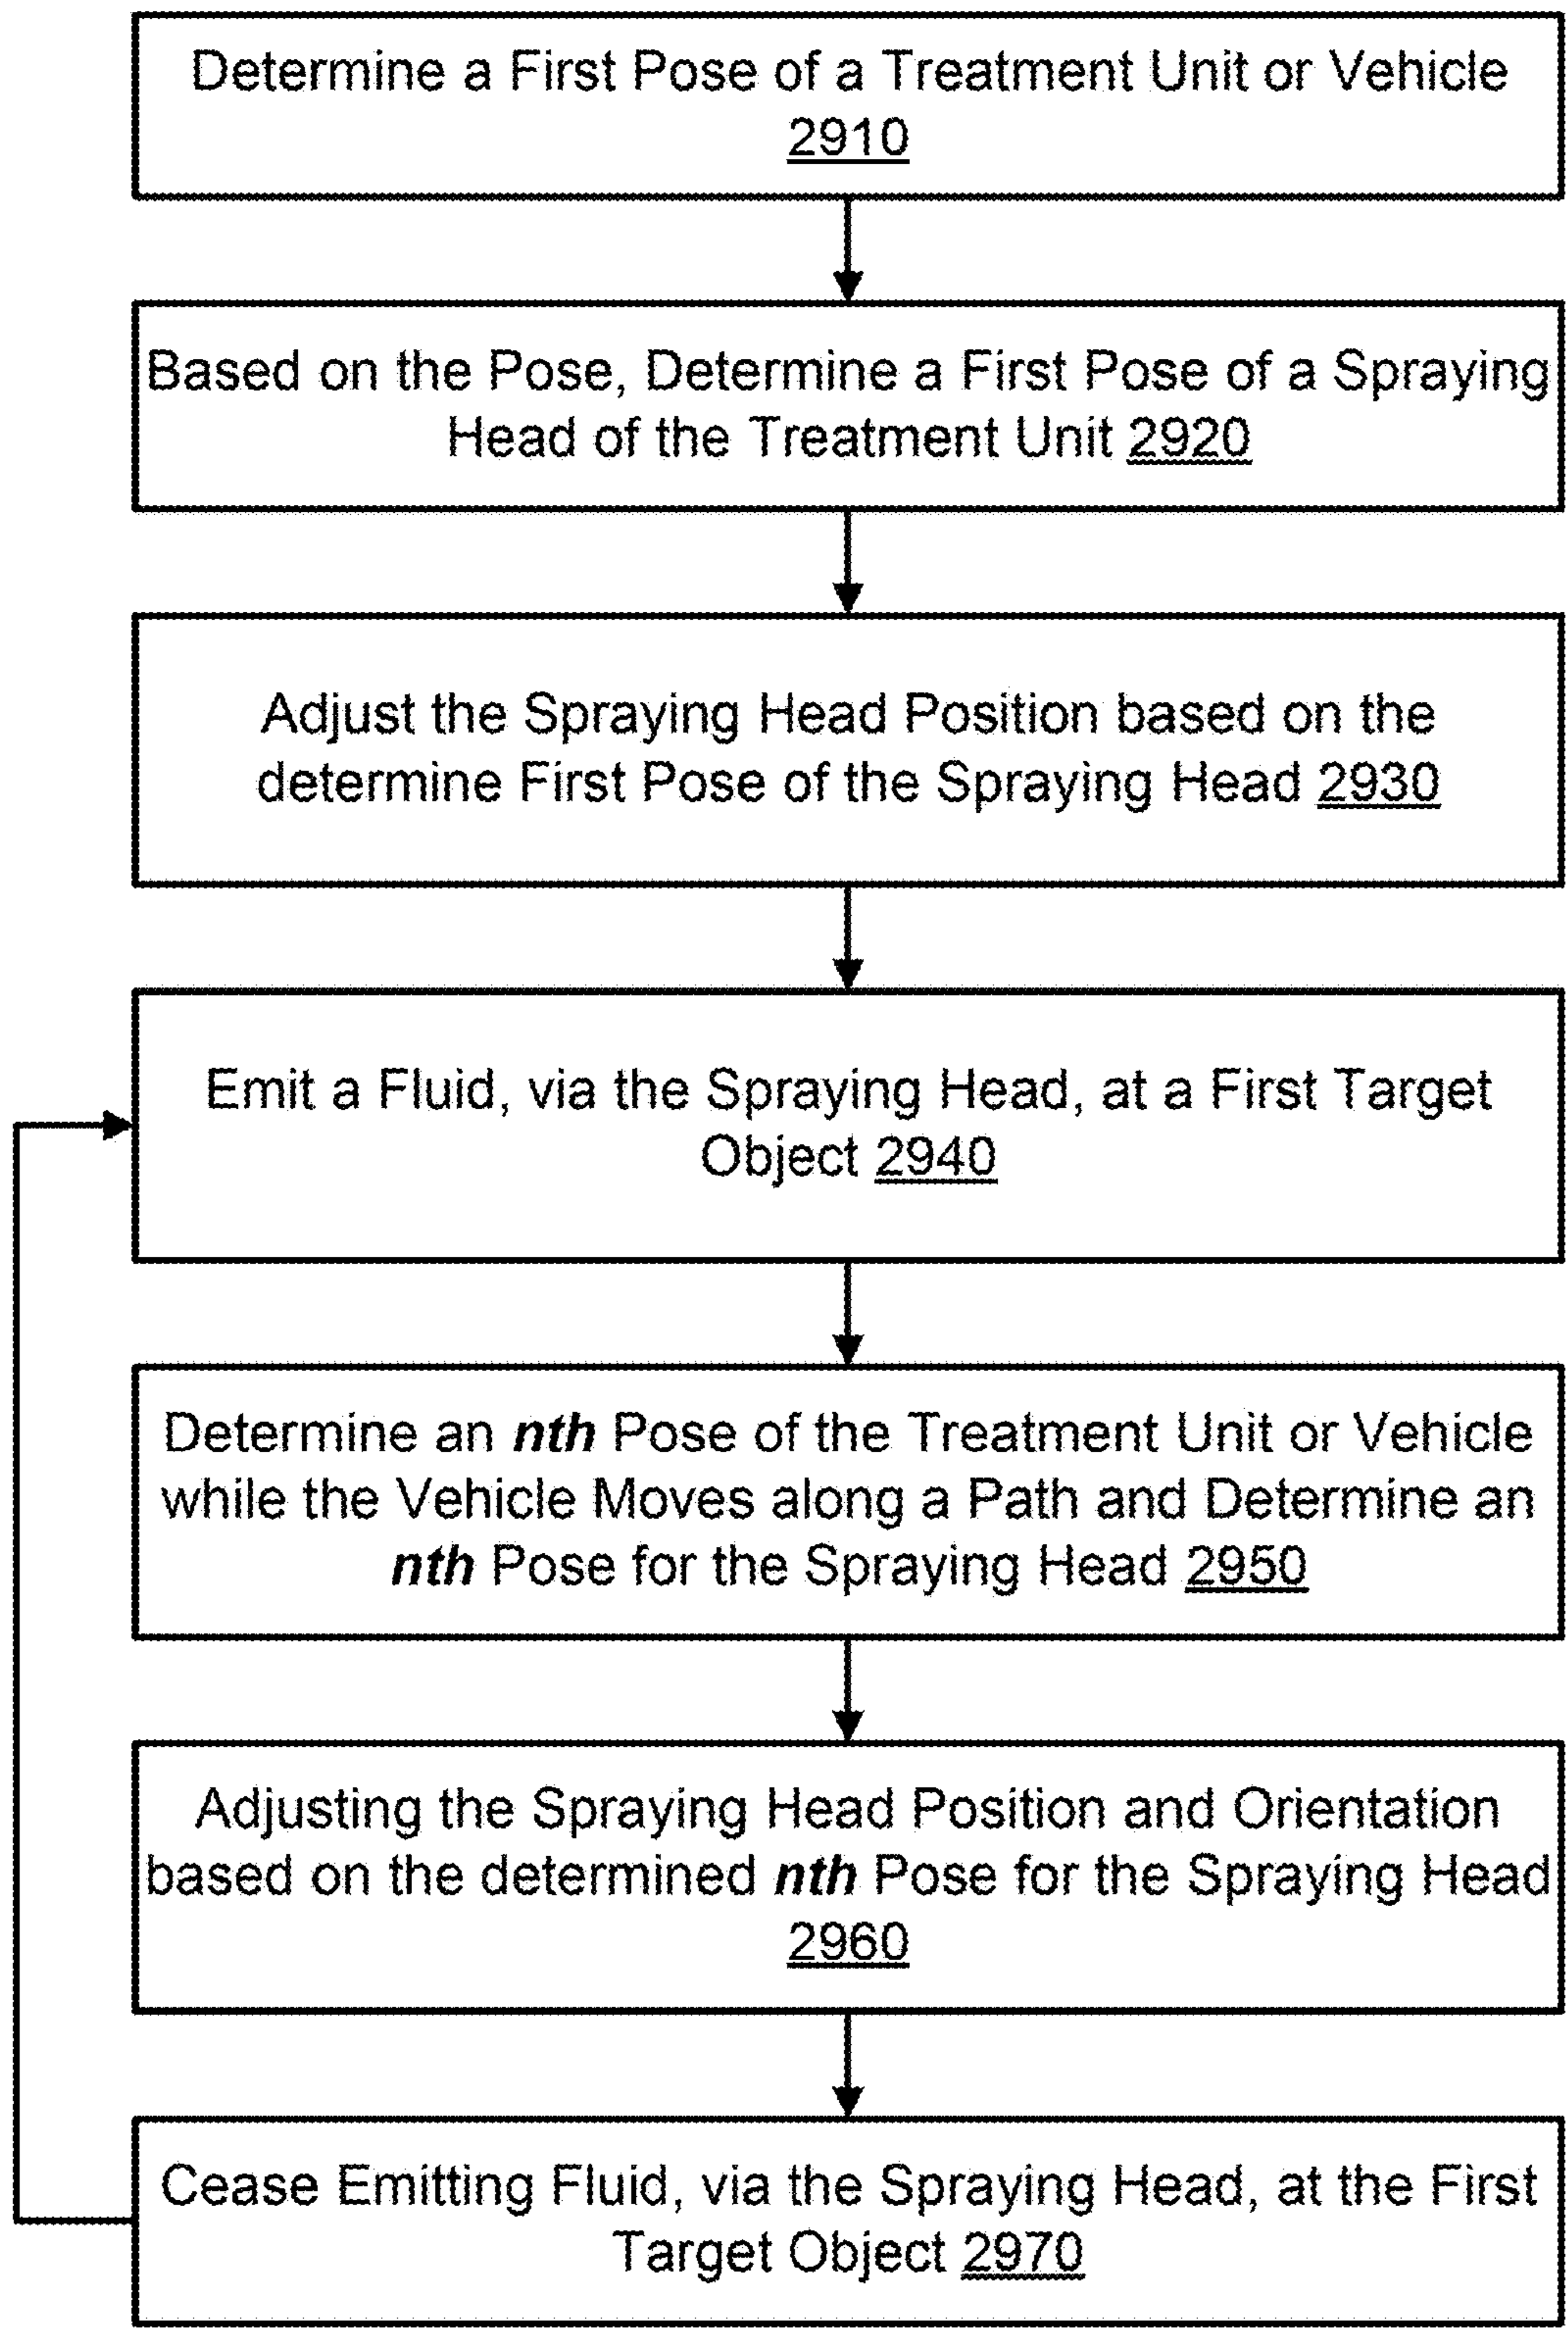 Determine a First Pose of a Treatment Unit or Vehicle
2910
Based on the Pose, Determine a First Pose of a Spraying
Head of the Treatment Unit 2920
Adjust the Spraying Head Position based on the
determine First Pose of the Spraying Head 2930
Emit a Fluid, via the Spraying Head, at a First Target
Object 2940
Determine an nth Pose of the Treatment Unit or Vehicle
while the Vehicle Moves along a Path and Determine an
nth Pose for the Spraying Head 2950
Adjusting the Spraying Head Position and Orientation
based on the determined nth Pose for the Spraying Head
2960
Cease Emitting Fluid, via the Spraying Head, at the First
Target Object 2970